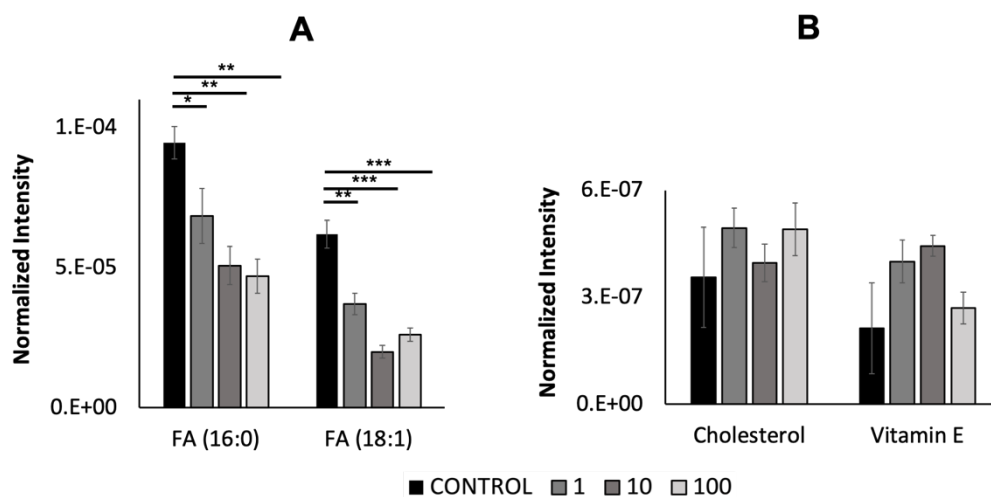 A
B
**
**
*
***
***
**
Normalized Intensity
1.E-04
5.E-05
0.E+00
FA (16:0)
FA (18:1)
Normalized Intensity
6.E-07
3.E-07
0.E+00
Cholesterol
Vitamin E
CONTROL 1 10 100